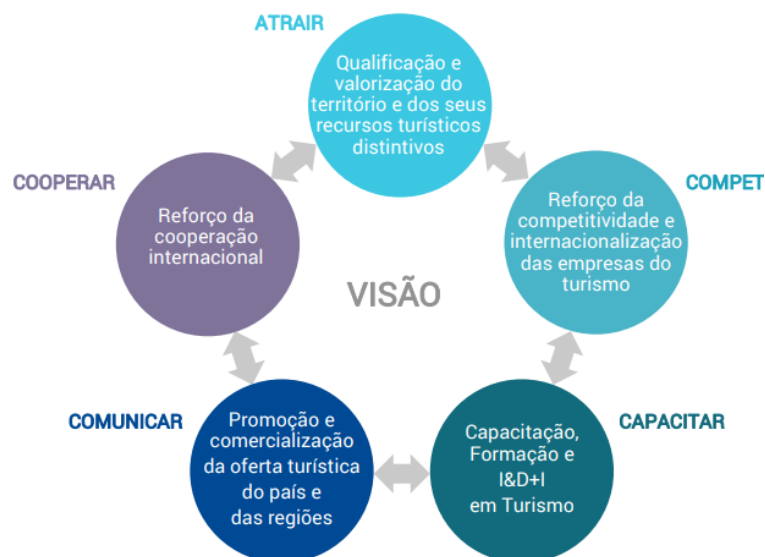 ATRAIR
Qualificação e
valorização do
território e dos seus
recursos turísticos
distintivos
COOPERAR
Reforço da
cooperação
internacional
COMPET
Reforço da
competitividade e
internacionalização
das empresas do
turismo
VISÃO
COMUNICAR
Promoção e
comercialização
da oferta turística
do país e
das regiões
CAPACITAR
Capacitação,
Formação e
I&D+I
em Turismo